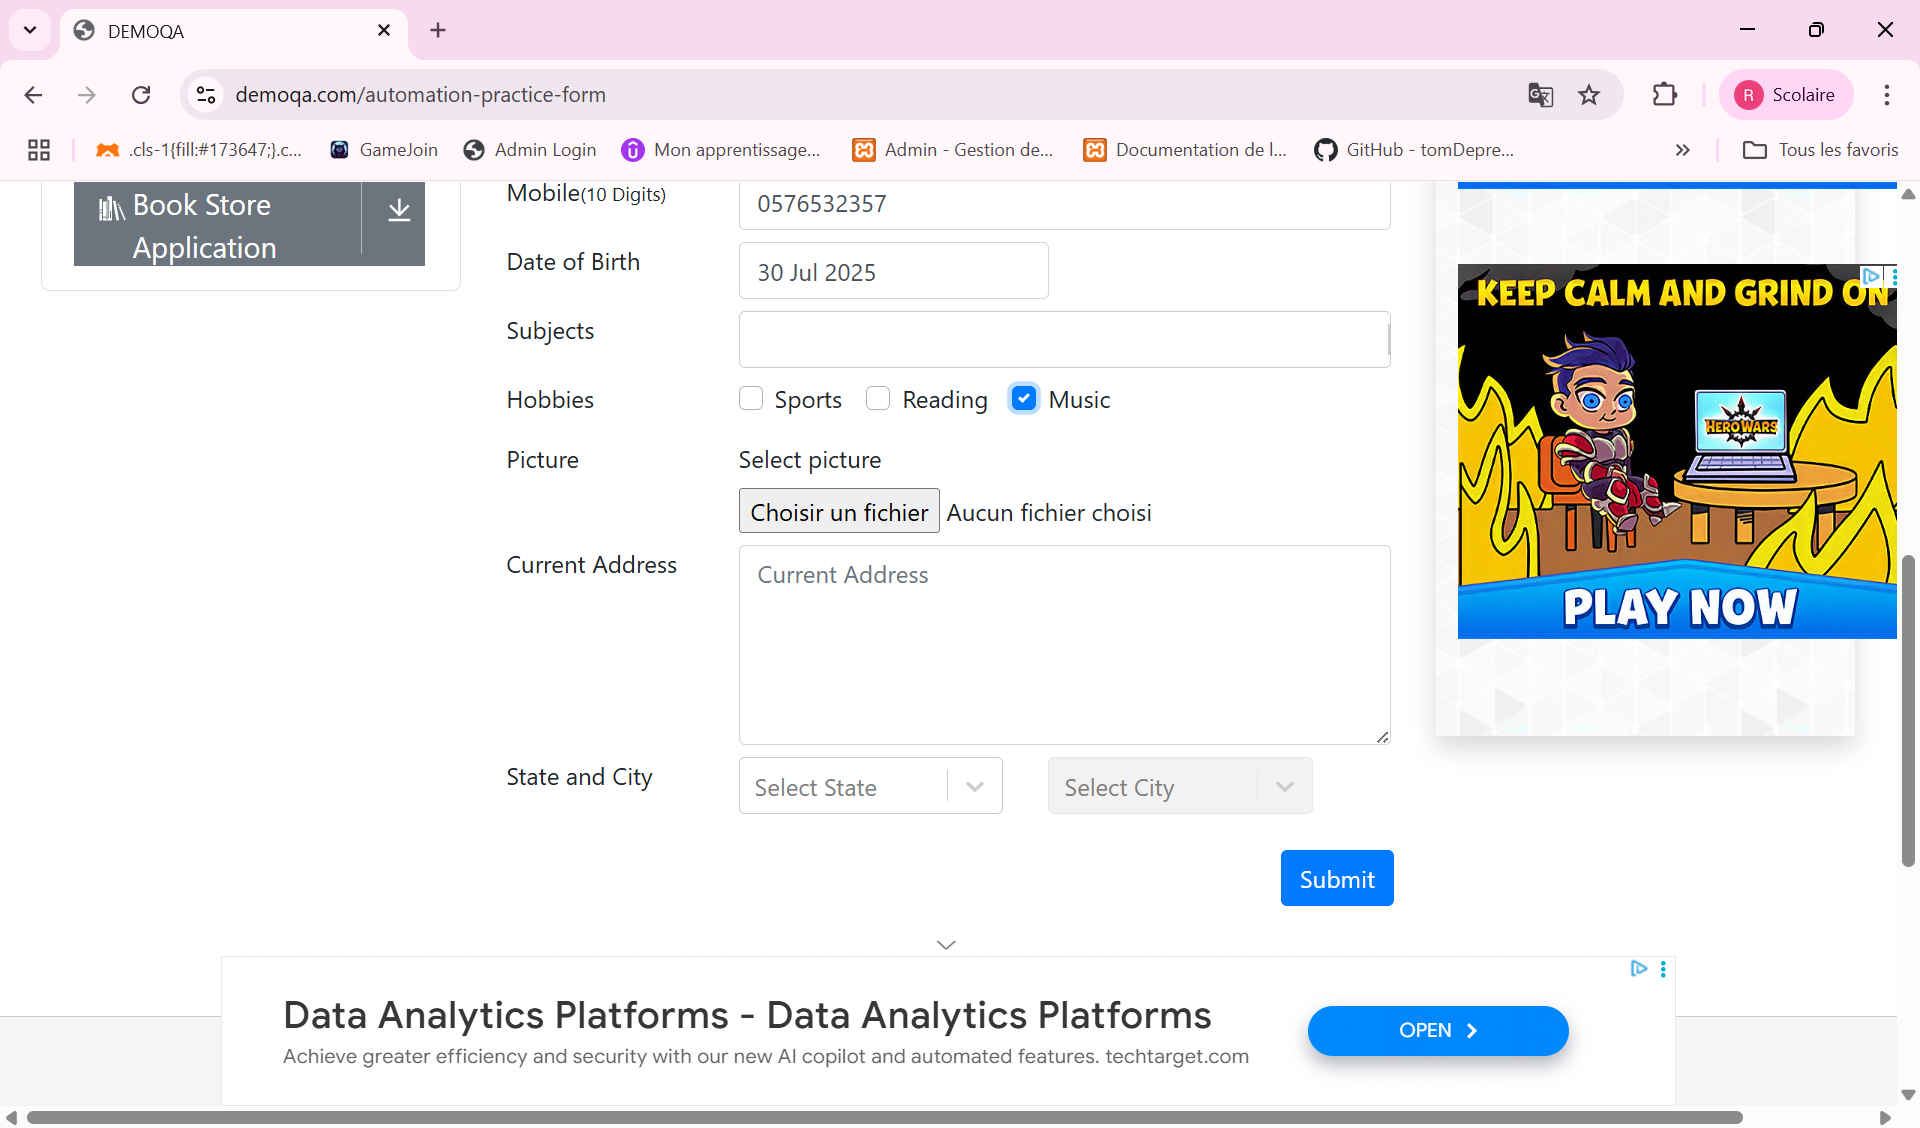 DEMOQA
demoqa.com/automation-practice-form
R Scolaire
.cls-1{fill:#173647;}.c...
GameJoin
Admin Login
Mon apprentissage...
Admin - Gestion de...
Documentation de l...
GitHub - tomDepre...
Tous les favoris
Book Store
Application
Mobile(10 Digits)
0576532357
Date of Birth
30 Jul 2025
Subjects
Hobbies
Sports
Reading
Music
Picture
Select picture
Choisir un fichier Aucun fichier choisi
Current Address
Current Address
State and City
Select State
Select City
Submit
KEEP CALM AND GRIND ON
HERO WARS
PLAY NOW
Data Analytics Platforms - Data Analytics Platforms
Achieve greater efficiency and security with our new AI copilot and automated features. techtarget.com
OPEN